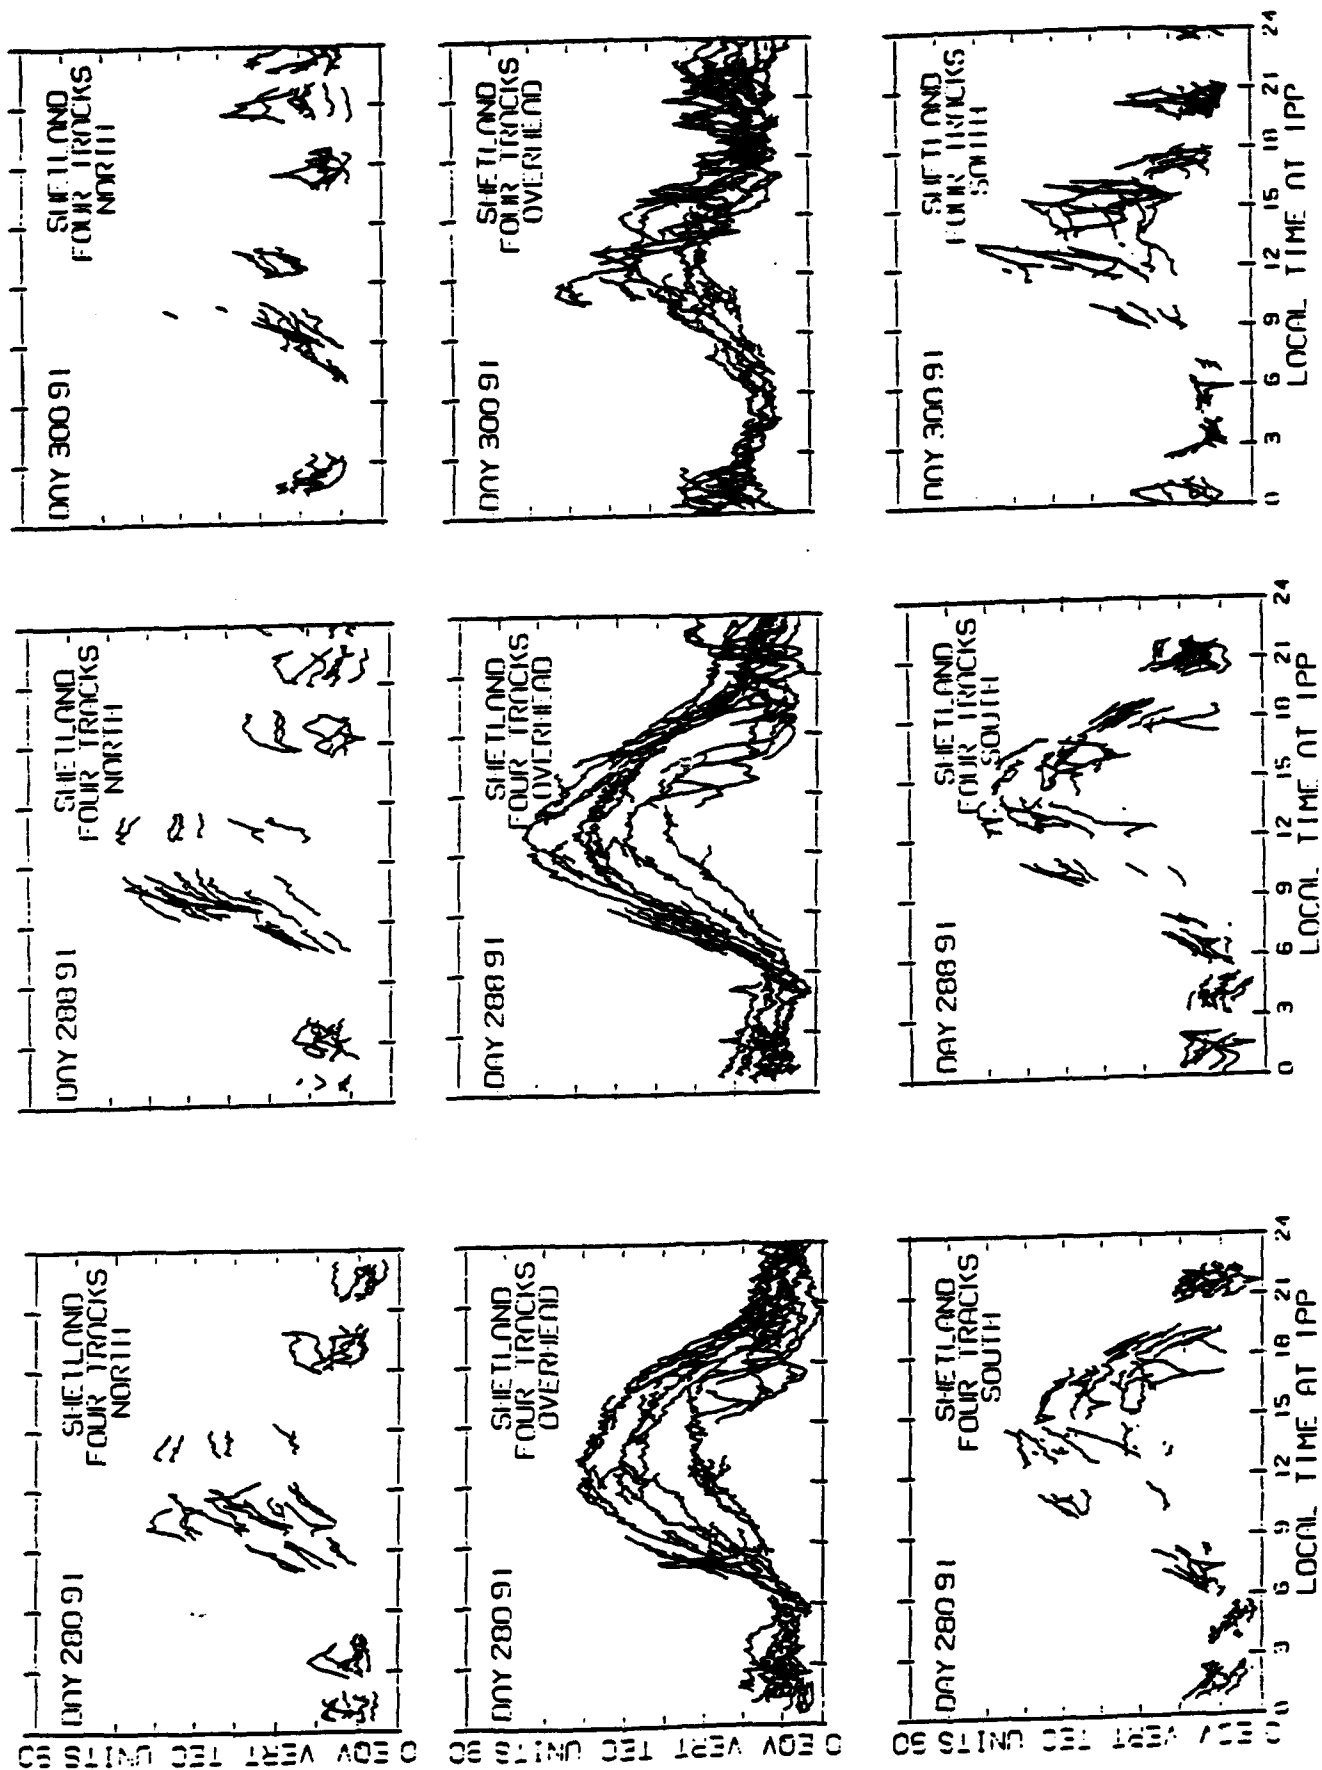 0 EQV VERT TEC UNITS 90
DAY 280 91
SHETLAND
FOUR TRACKS
NORTH
DAY 288 91
SHETLAND
FOUR TRACKS
NORTH
DAY 300 91
SHETLAND
FOUR TRACKS
NORTH
0 EQV VERT TEC UNITS 90
DAY 280 91
SHETLAND
FOUR TRACKS
OVERHEAD
DAY 288 91
SHETLAND
FOUR TRACKS
OVERHEAD
DAY 300 91
SHETLAND
FOUR TRACKS
OVERHEAD
0 EQV VERT TEC UNITS 90
DAY 280 91
SHETLAND
FOUR TRACKS
SOUTH
0 3 6 9 12 15 18 21 24
LOCAL TIME AT IPP
DAY 288 91
SHETLAND
FOUR TRACKS
SOUTH
0 3 6 9 12 15 18 21 24
LOCAL TIME AT IPP
DAY 300 91
SHETLAND
FOUR TRACKS
SOUTH
0 3 6 9 12 15 18 21 24
LOCAL TIME AT IPP